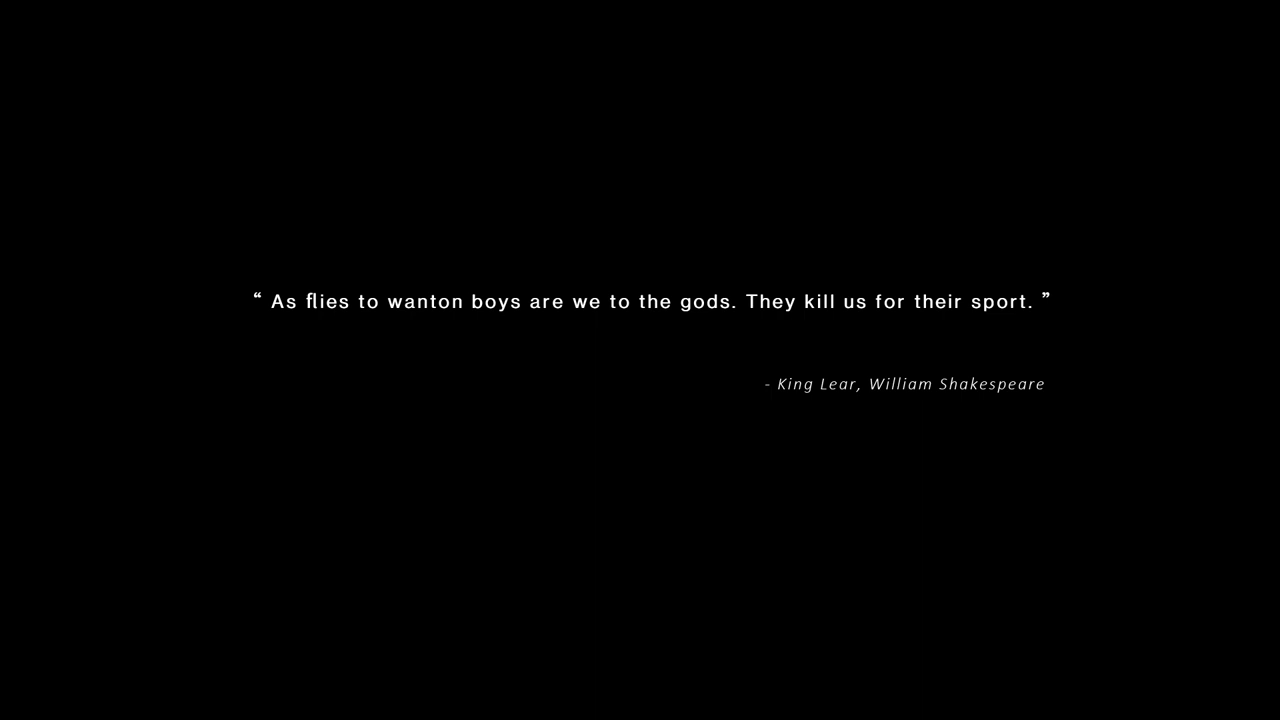 “ As flies to wanton boys are we to the gods. They kill us for their sport. ”
- King Lear, William Shakespeare